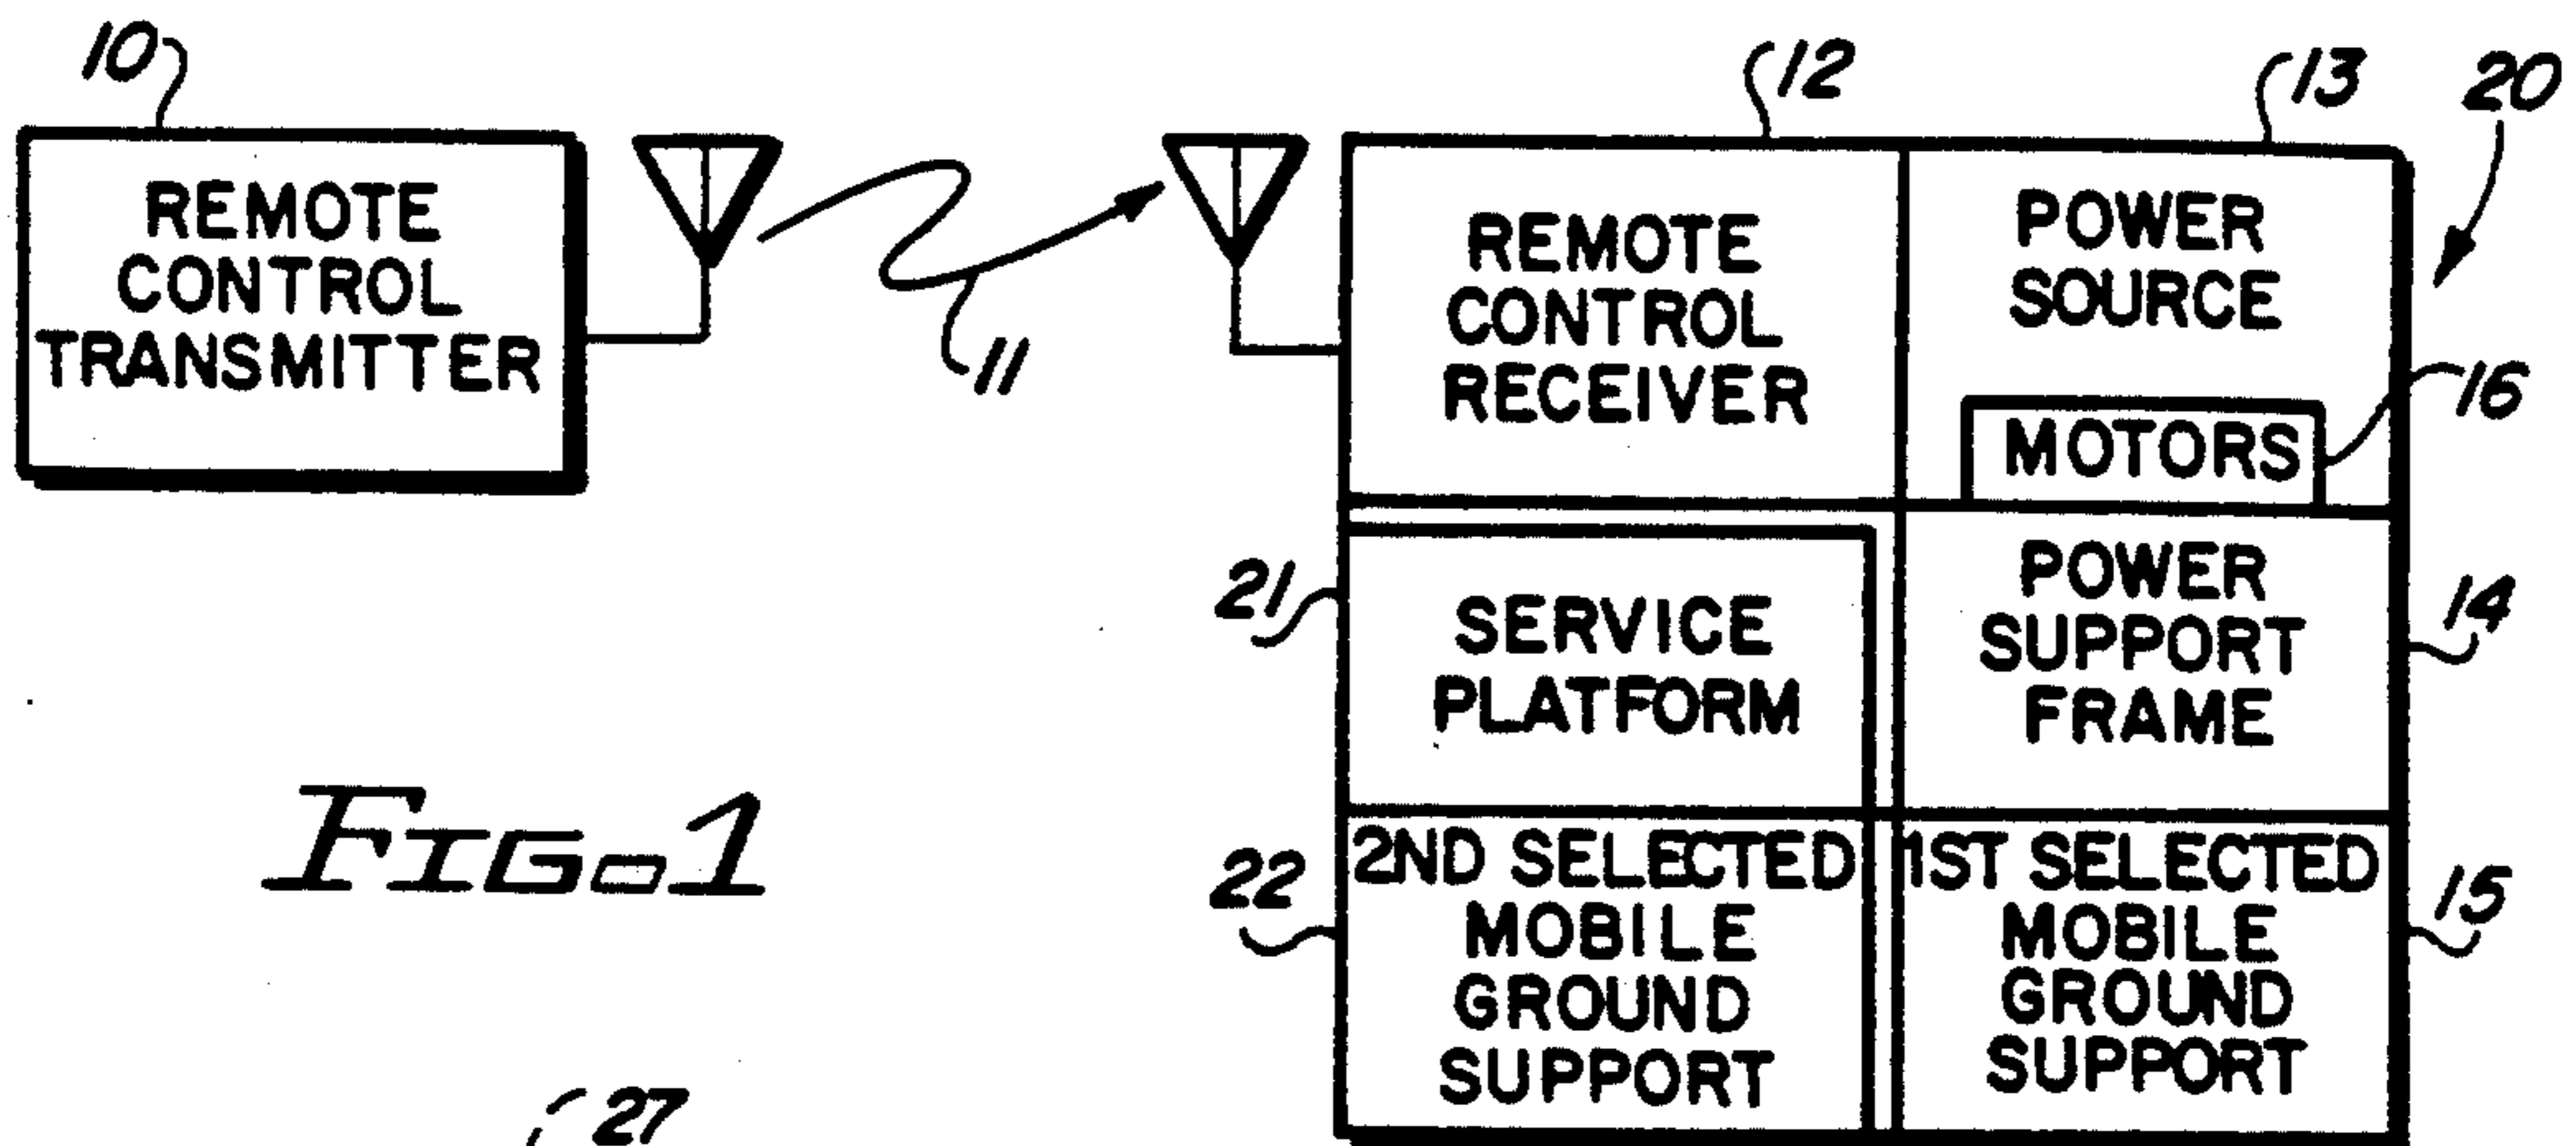 10
12
13
20
REMOTE
CONTROL
TRANSMITTER
11
REMOTE
CONTROL
RECEIVER
POWER
SOURCE
16
MOTORS
21
SERVICE
PLATFORM
POWER
SUPPORT
FRAME
14
FIG. 1
22
2ND SELECTED
MOBILE
GROUND
SUPPORT
1ST SELECTED
MOBILE
GROUND
SUPPORT
15
27